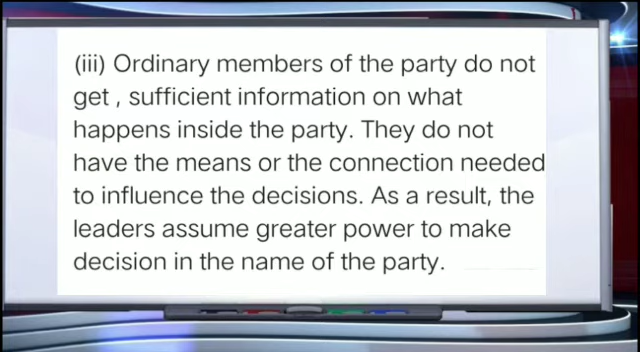 (iii) Ordinary members of the party do not
get , sufficient information on what
happens inside the party. They do not
have the means or the connection needed
to influence the decisions. As a result, the
leaders assume greater power to make
decision in the name of the party.